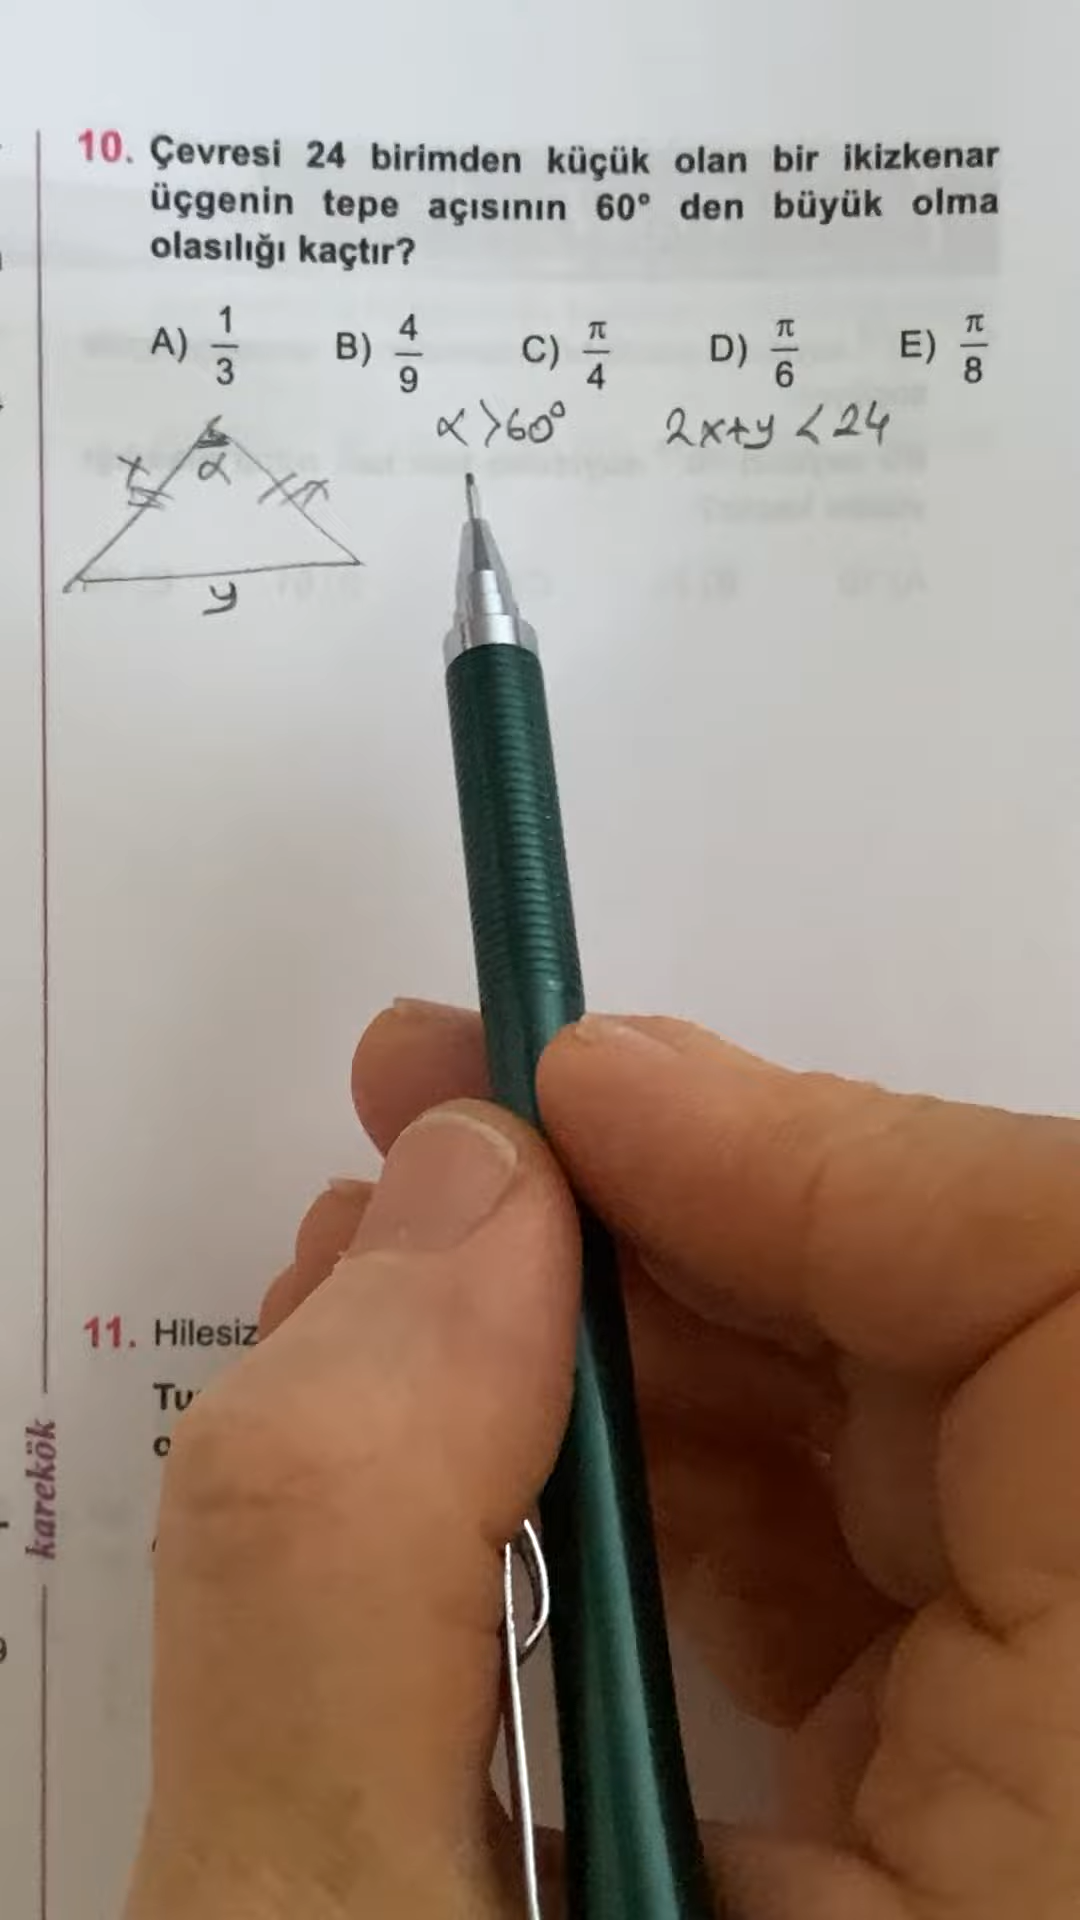 10. Çevresi 24 birimden küçük olan bir ikizkenar
üçgenin tepe açısının 60° den büyük olma
olasılığı kaçtır?
A) 1/3 B) 4/9 C) π/4 D) π/6 E) π/8
α >60° 2x+y <24
x α x
y
11. Hilesiz
karekök